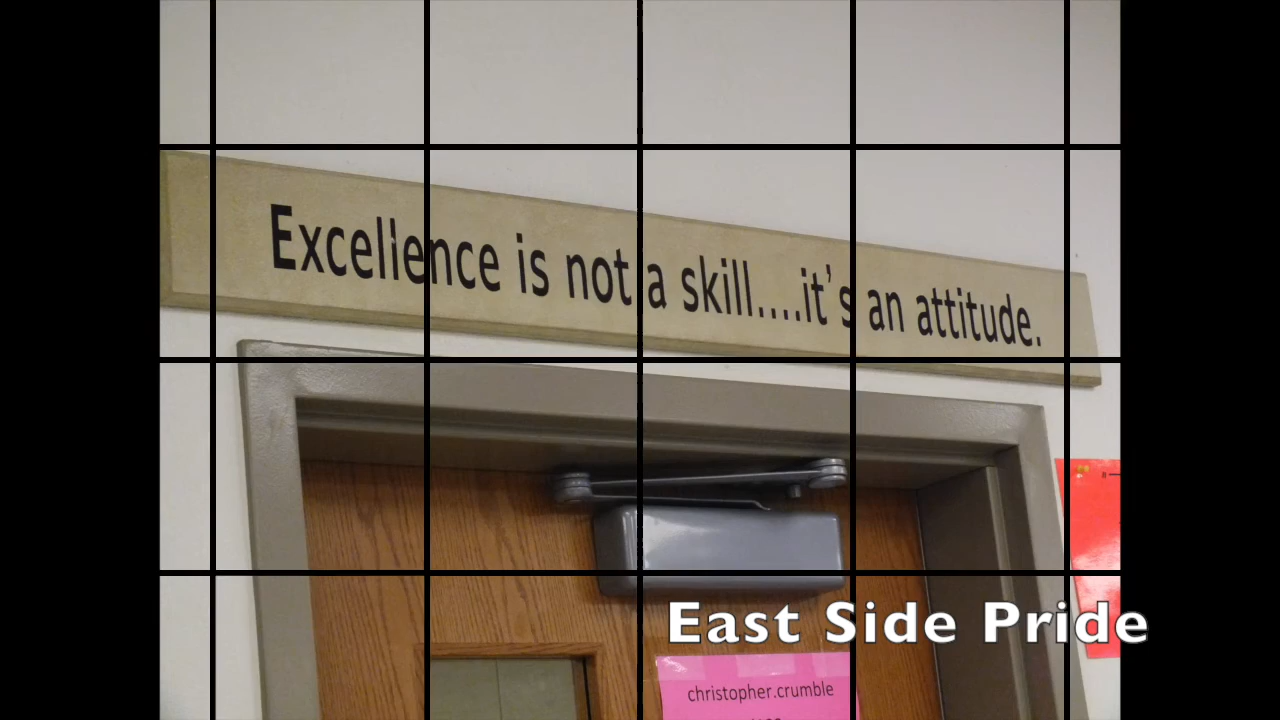 Excellence is not a skill....it's an attitude.
East Side Pride
christopher.crumble